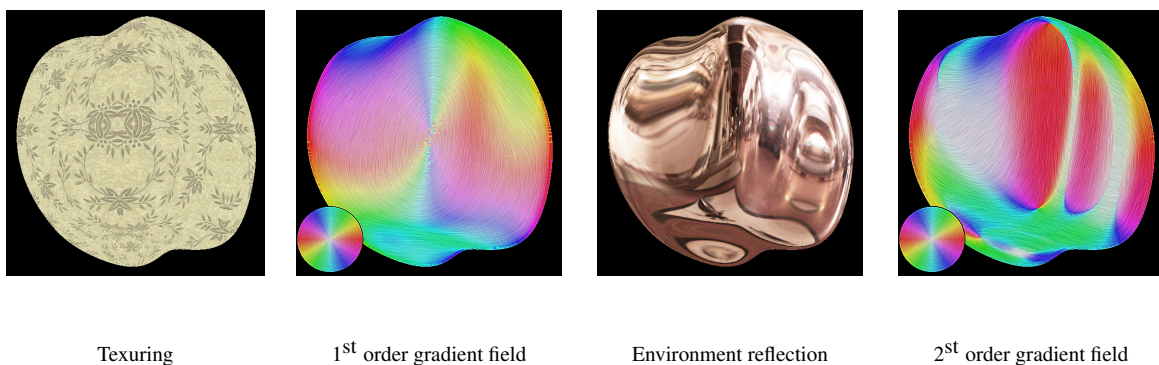 Texuring
1st order gradient field
Environment reflection
2st order gradient field